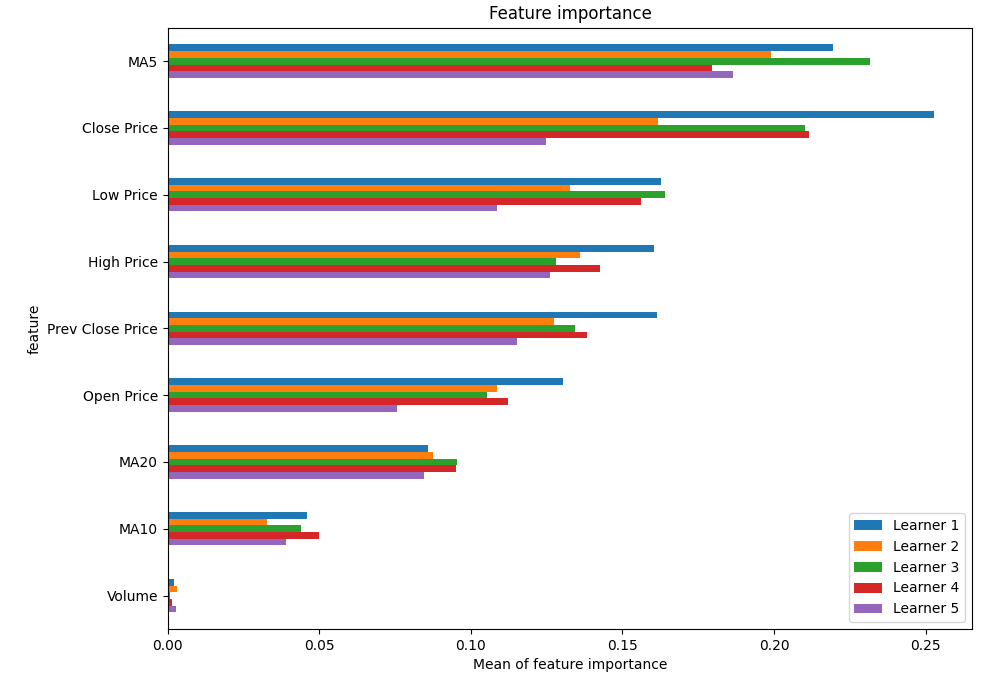 Feature importance
MA5
Close Price
Low Price
High Price
Prev Close Price
Open Price
MA20
MA10
Volume
feature
Learner 1
Learner 2
Learner 3
Learner 4
Learner 5
0.00 0.05 0.10 0.15 0.20 0.25
Mean of feature importance